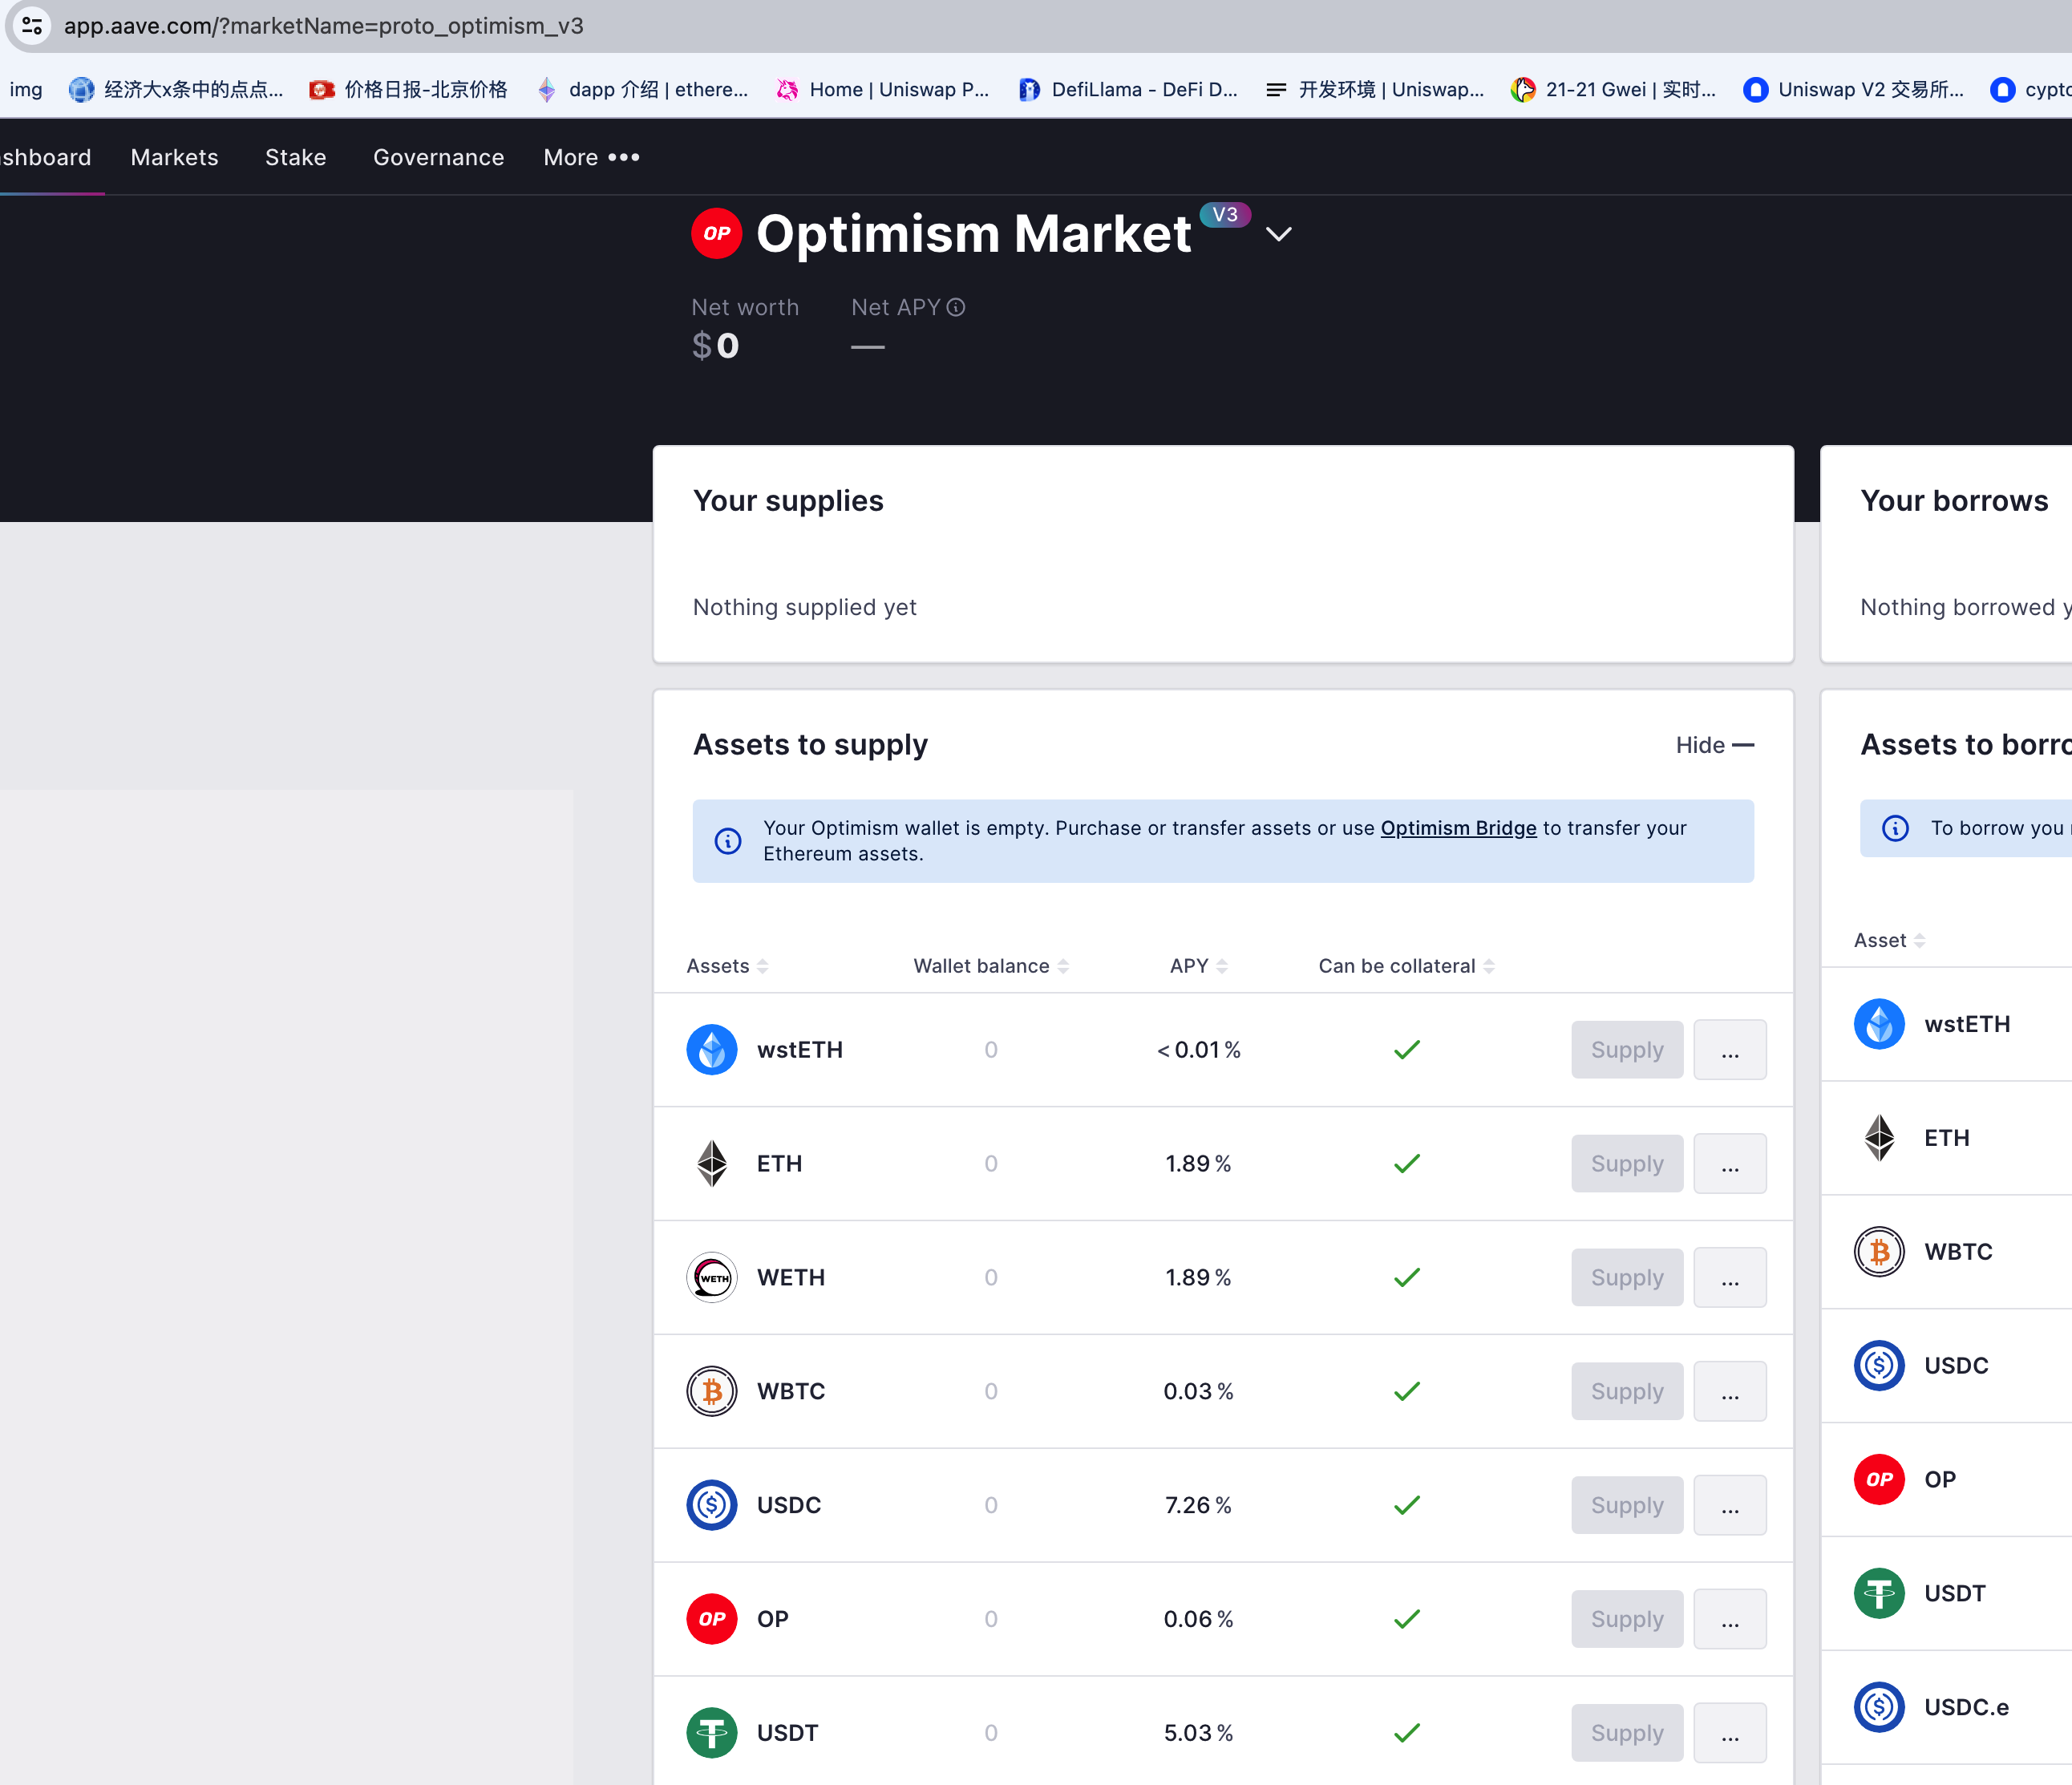 app.aave.com/?marketName=proto_optimism_v3
img 经济大x条中的点点... 价格日报-北京价格 dapp 介绍 | ethere... Home | Uniswap P... DefiLlama - DeFi D... 开发环境 | Uniswap... 21-21 Gwei | 实时... Uniswap V2 交易所... cypto
shboard Markets Stake Governance More •••
OP Optimism Market V3
Net worth Net APY
$0 —
Your supplies
Nothing supplied yet
Your borrows
Nothing borrowed y
Assets to supply Hide —
Your Optimism wallet is empty. Purchase or transfer assets or use Optimism Bridge to transfer your
Ethereum assets.
Assets Wallet balance APY Can be collateral
wstETH 0 <0.01% Supply ...
ETH 0 1.89% Supply ...
WETH WETH 0 1.89% Supply ...
WBTC 0 0.03% Supply ...
USDC 0 7.26% Supply ...
OP OP 0 0.06% Supply ...
USDT 0 5.03% Supply ...
Assets to borro
To borrow you
Asset
wstETH
ETH
WBTC
USDC
OP OP
USDT
USDC.e